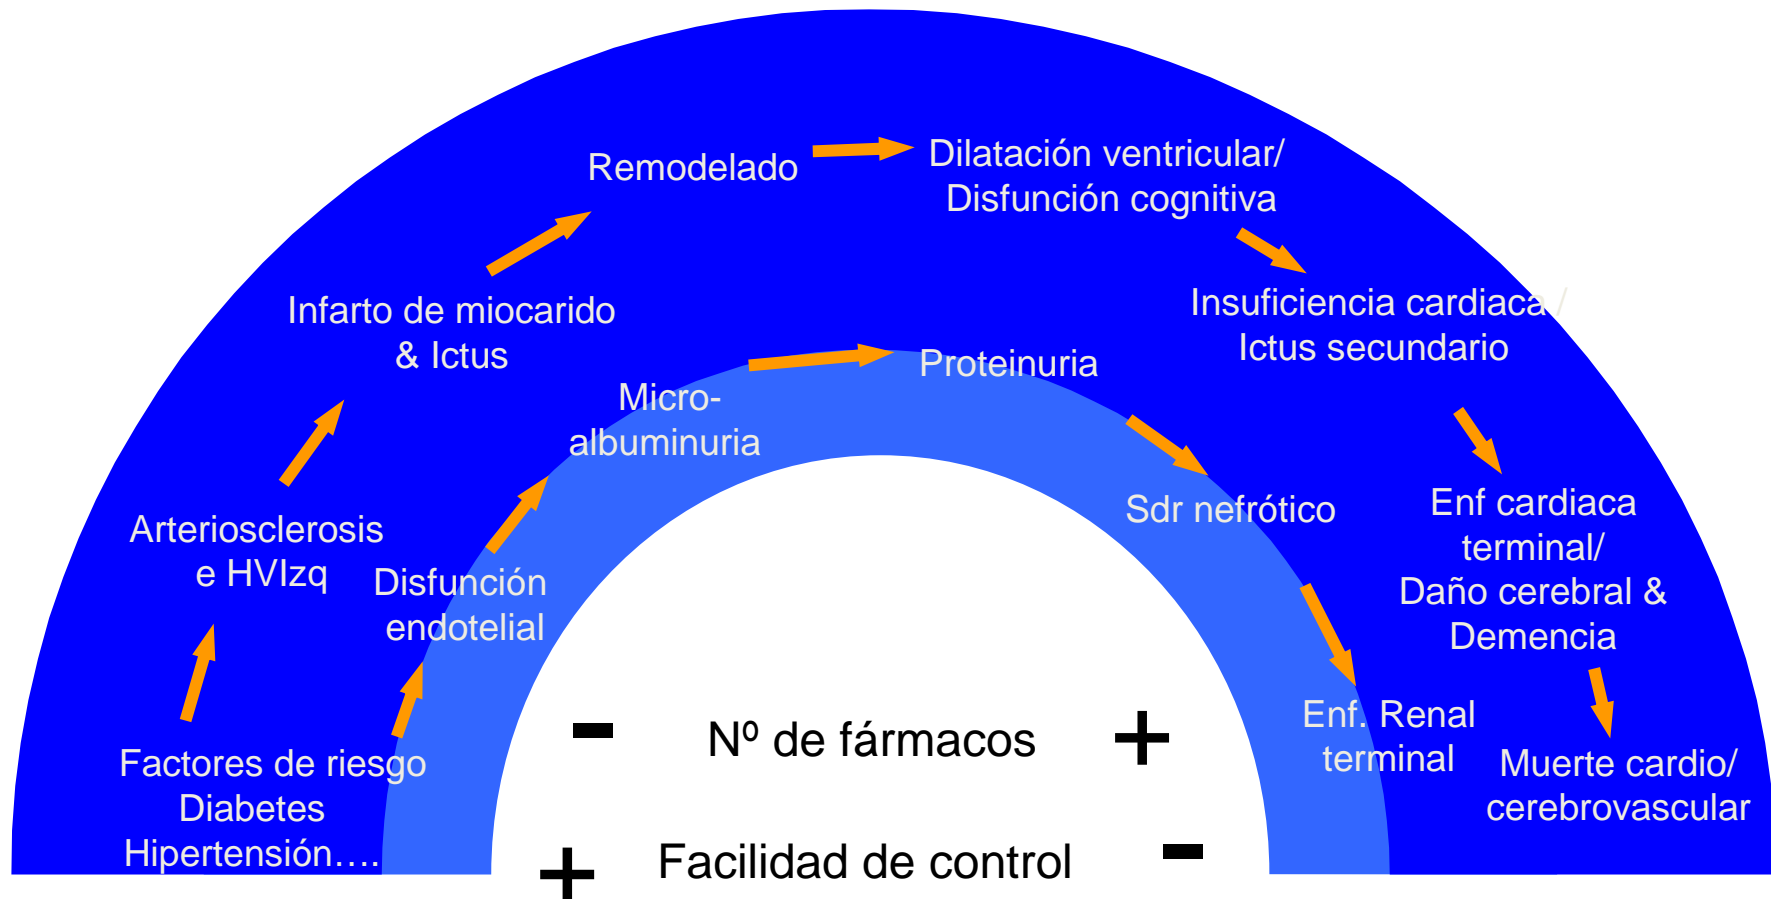 Factores de riesgo
Diabetes
Hipertensión….
Arteriosclerosis
e HVIzq
Infarto de miocarido
& Ictus
Remodelado
Dilatación ventricular/
Disfunción cognitiva
Insuficiencia cardiaca /
Ictus secundario
Enf cardiaca
terminal/
Daño cerebral &
Demencia
Muerte cardio/
cerebrovascular
Disfunción
endotelial
Micro-
albuminuria
Proteinuria
Sdr nefrótico
Enf. Renal
terminal
- Nº de fármacos +
+ Facilidad de control -